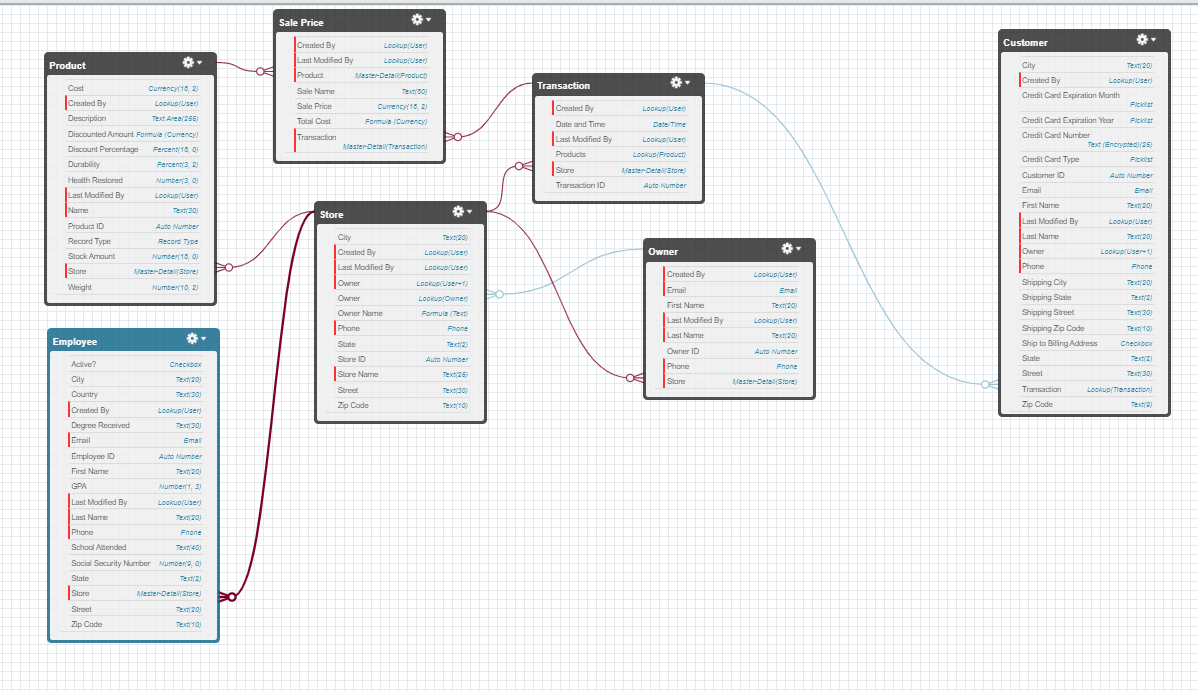 Sale Price
Created By Lookup(User)
Last Modified By Lookup(User)
Product Master-Detail(Product)
Sale Name Text(60)
Sale Price Currency(16, 2)
Total Cost Formula (Currency)
Transaction
Master-Detail(Transaction)
Product
Cost Currency(16, 2)
Created By Lookup(User)
Description Text Area(255)
Discounted Amount Formula (Currency)
Discount Percentage Percent(16, 0)
Durability Percent(3, 2)
Health Restored Number(3, 0)
Last Modified By Lookup(User)
Name Text(30)
Product ID Auto Number
Record Type Record Type
Stock Amount Number(16, 0)
Store Master-Detail(Store)
Weight Number(10, 2)
Transaction
Created By Lookup(User)
Date and Time Date/Time
Last Modified By Lookup(User)
Products Lookup(Product)
Store Master-Detail(Store)
Transaction ID Auto Number
Customer
City Text(20)
Created By Lookup(User)
Credit Card Expiration Month
Picklist
Credit Card Expiration Year Picklist
Credit Card Number
Text (Encrypted)(26)
Credit Card Type Picklist
Customer ID Auto Number
Email Email
First Name Text(20)
Last Modified By Lookup(User)
Last Name Text(20)
Owner Lookup(User+1)
Phone Phone
Shipping City Text(20)
Shipping State Text(2)
Shipping Street Text(30)
Shipping Zip Code Text(10)
Ship to Billing Address Checkbox
State Text(2)
Street Text(30)
Transaction Lookup(Transaction)
Zip Code Text(9)
Store
City Text(20)
Created By Lookup(User)
Last Modified By Lookup(User)
Owner Lookup(User+1)
Owner Lookup(Owner)
Owner Name Formula (Text)
Phone Phone
State Text(2)
Store ID Auto Number
Store Name Text(25)
Street Text(30)
Zip Code Text(10)
Owner
Created By Lookup(User)
Email Email
First Name Text(20)
Last Modified By Lookup(User)
Last Name Text(20)
Owner ID Auto Number
Phone Phone
Store Master-Detail(Store)
Employee
Active? Checkbox
City Text(20)
Country Text(30)
Created By Lookup(User)
Degree Received Text(30)
Email Email
Employee ID Auto Number
First Name Text(20)
GPA Number(1, 3)
Last Modified By Lookup(User)
Last Name Text(20)
Phone Phone
School Attended Text(40)
Social Security Number Number(9, 0)
State Text(2)
Store Master-Detail(Store)
Street Text(20)
Zip Code Text(10)